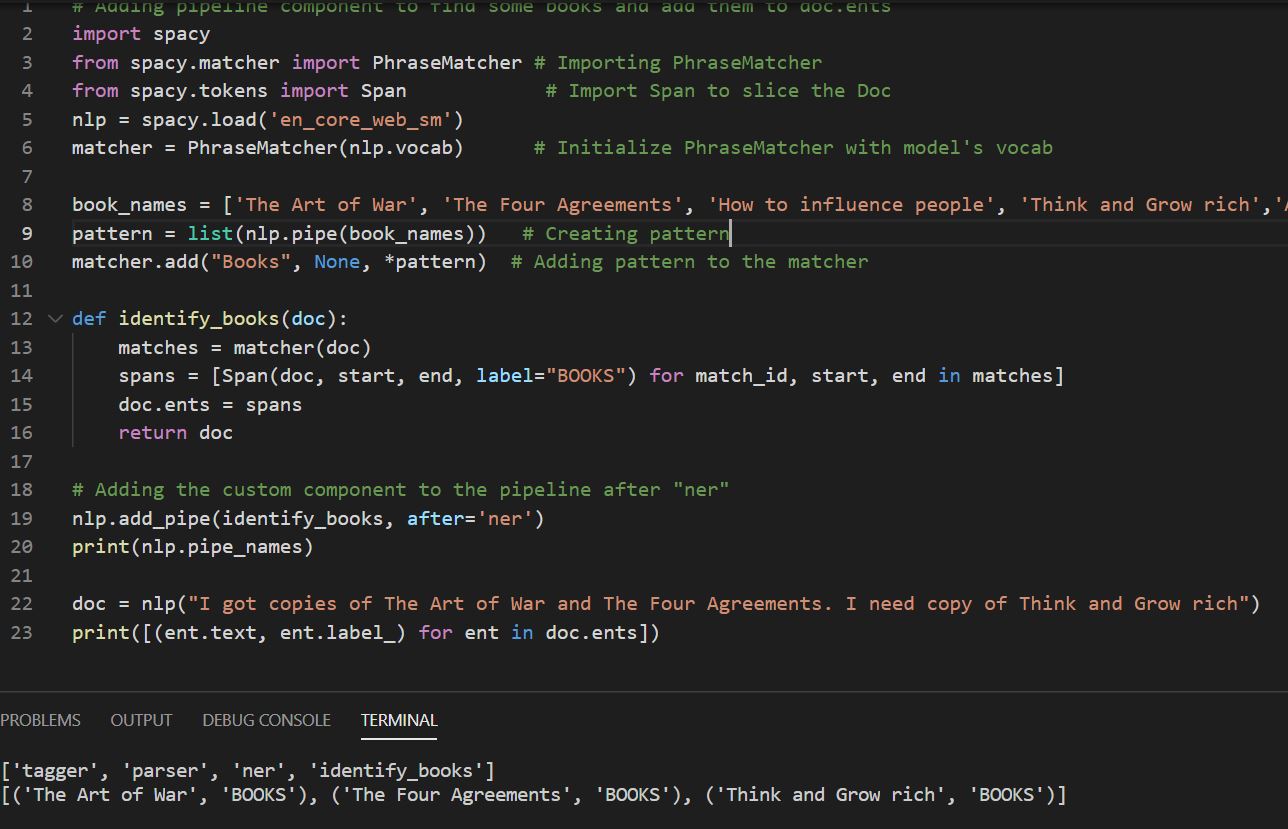 1 # Adding pipeline component to find some books and add them to doc.ents
2 import spacy
3 from spacy.matcher import PhraseMatcher # Importing PhraseMatcher
4 from spacy.tokens import Span            # Import Span to slice the Doc
5 nlp = spacy.load('en_core_web_sm')
6 matcher = PhraseMatcher(nlp.vocab)      # Initialize PhraseMatcher with model's vocab
7
8 book_names = ['The Art of War', 'The Four Agreements', 'How to influence people', 'Think and Grow rich','
9 pattern = list(nlp.pipe(book_names))   # Creating pattern
10 matcher.add("Books", None, *pattern)  # Adding pattern to the matcher
11
12 def identify_books(doc):
13     matches = matcher(doc)
14     spans = [Span(doc, start, end, label="BOOKS") for match_id, start, end in matches]
15     doc.ents = spans
16     return doc
17
18 # Adding the custom component to the pipeline after "ner"
19 nlp.add_pipe(identify_books, after='ner')
20 print(nlp.pipe_names)
21
22 doc = nlp("I got copies of The Art of War and The Four Agreements. I need copy of Think and Grow rich")
23 print([(ent.text, ent.label_) for ent in doc.ents])
PROBLEMS OUTPUT DEBUG CONSOLE TERMINAL
['tagger', 'parser', 'ner', 'identify_books']
[('The Art of War', 'BOOKS'), ('The Four Agreements', 'BOOKS'), ('Think and Grow rich', 'BOOKS')]